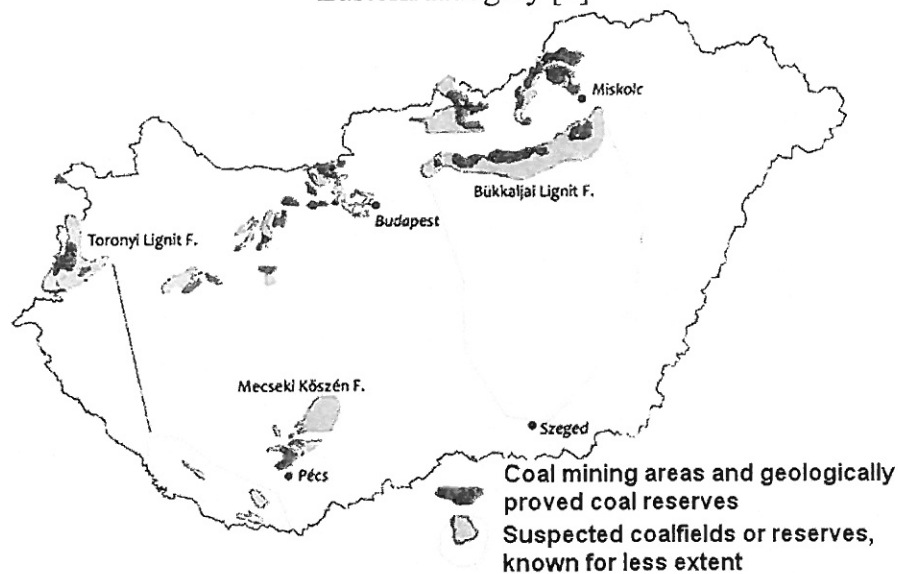 Miskolc
Bükkaljai Lignit F.
Budapest
Toronyi Lignit F.
Mecseki Kőszén F.
Szeged
Pécs
Coal mining areas and geologically
proved coal reserves
Suspected coalfields or reserves,
known for less extent